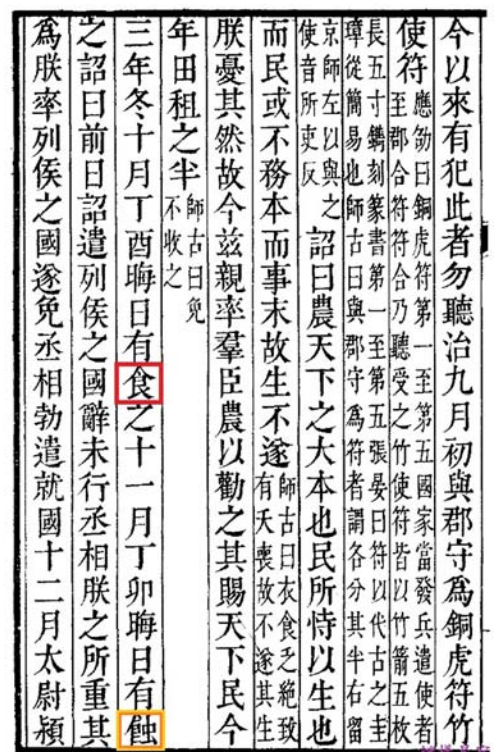 今以來有犯此者勿聽治九月初與郡守爲銅虎符竹
使符應劭曰銅虎符第一至第五國家當發兵遣使者
至郡合符符合乃聽受之竹使符皆以竹箭五枚
長五寸鐫刻篆書第一至第五張晏曰符以代古之圭
璋從簡易也師古曰與郡守爲符者謂各分其半右留
京師左以與之
使音所吏反
詔曰農天下之大本也民所恃以生也
而民或不務本而事末故生不遂師古曰衣食乏絕致
有夭喪故不遂其生
朕憂其然故今茲親率羣臣農以勸之其賜天下民今
年田租之半師古曰免
不收之
三年冬十月丁酉晦日有食之十一月丁卯晦日有蝕
之詔曰前日詔遣列侯之國辭未行丞相朕之所重其
爲朕率列侯之國遂免丞相勃遣就國十二月太尉潁